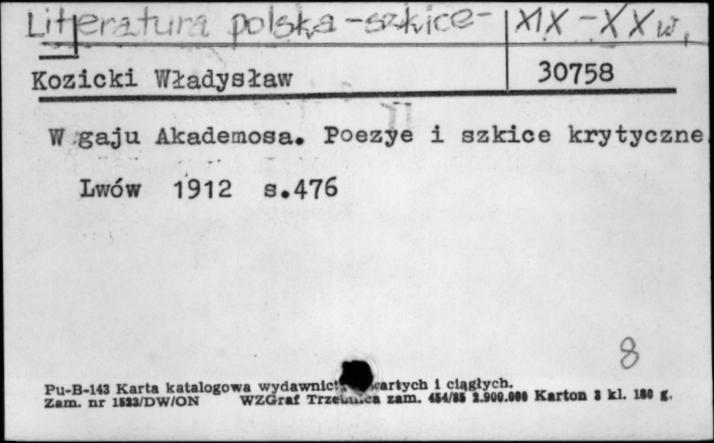 Literatura polska -szkice- XIX -XX w.
Kozicki Władysław 30758
W gaju Akademosa. Poezye i szkice krytyczne.
Lwów 1912 s.476
8
Pu-B-143 Karta katalogowa wydawnictw zwartych i ciągłych.
Zam. nr 1523/DW/ON WZGraf Trzebnica zam. 454/85 2.900.000 Karton 3 kl. 180 g.